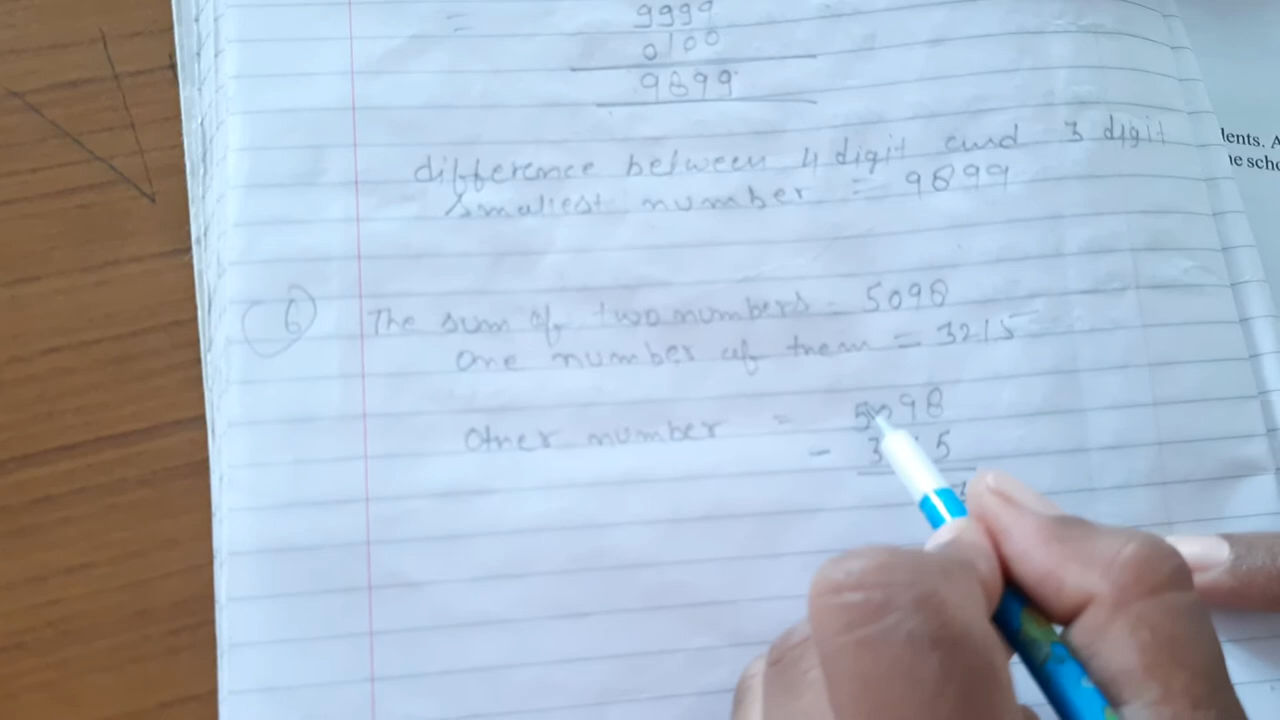 = 9999
0100
9899
difference between 4 digit and 3 digit
smallest number = 9899
6 The sum of two numbers = 5098
one number of them = 3215
Other number = 5098
- 3 5
lents. A
he scho